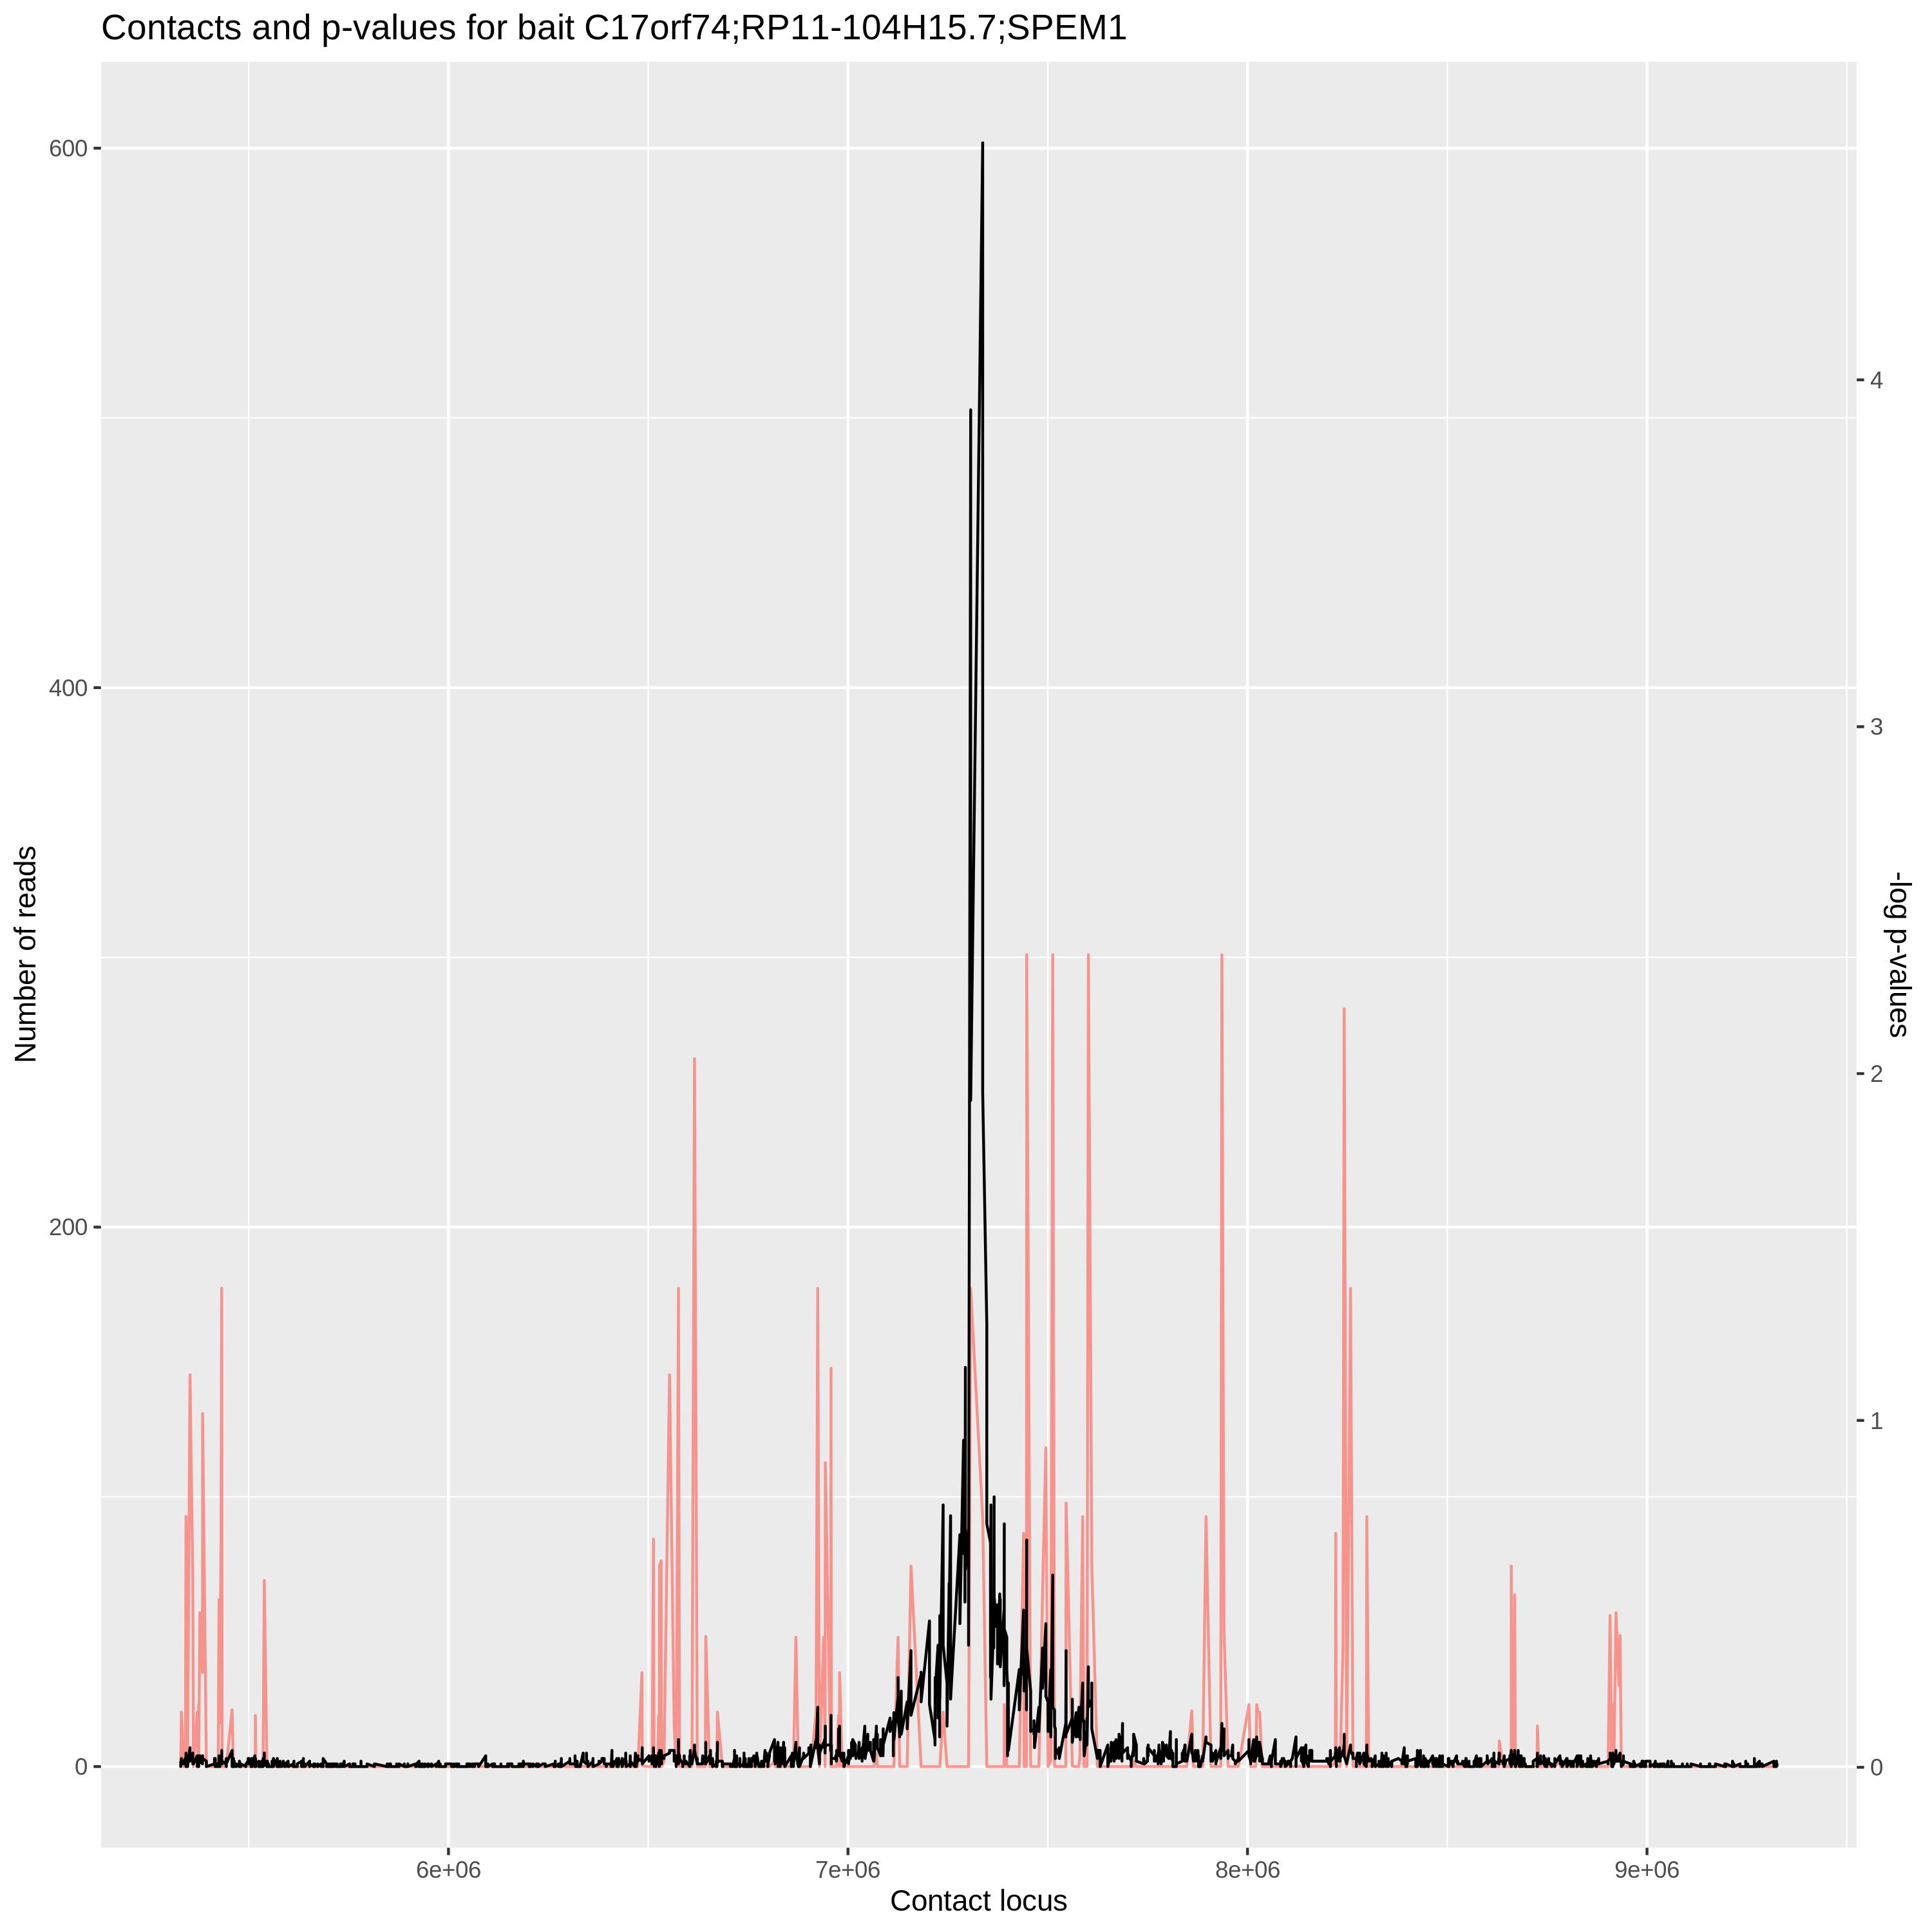 Contacts and p-values for bait C17orf74;RP11-104H15.7;SPEM1
600
400
200
0
Number of reads
4
3
2
1
0
-log p-values
6e+06
7e+06
8e+06
9e+06
Contact locus